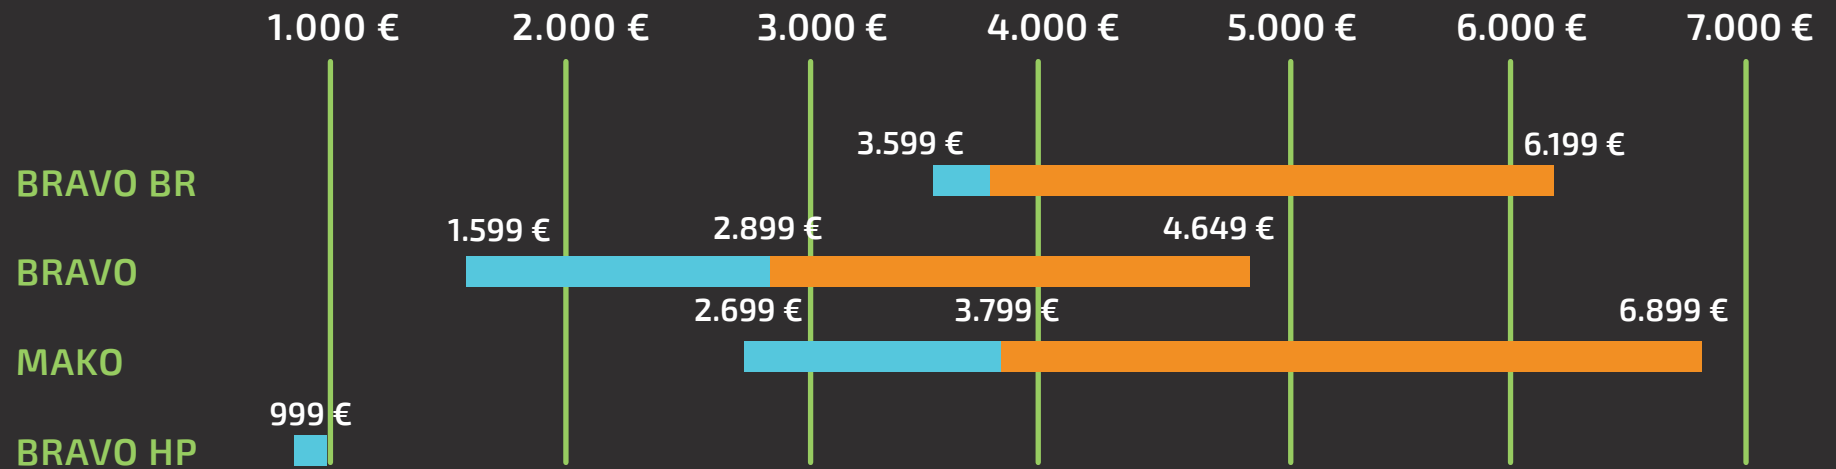 1.000 € 2.000 € 3.000 € 4.000 € 5.000 € 6.000 € 7.000 €
3.599 € 6.199 €
BRAVO BR
1.599 € 2.899 € 4.649 €
BRAVO
2.699 € 3.799 € 6.899 €
MAKO
999 €
BRAVO HP